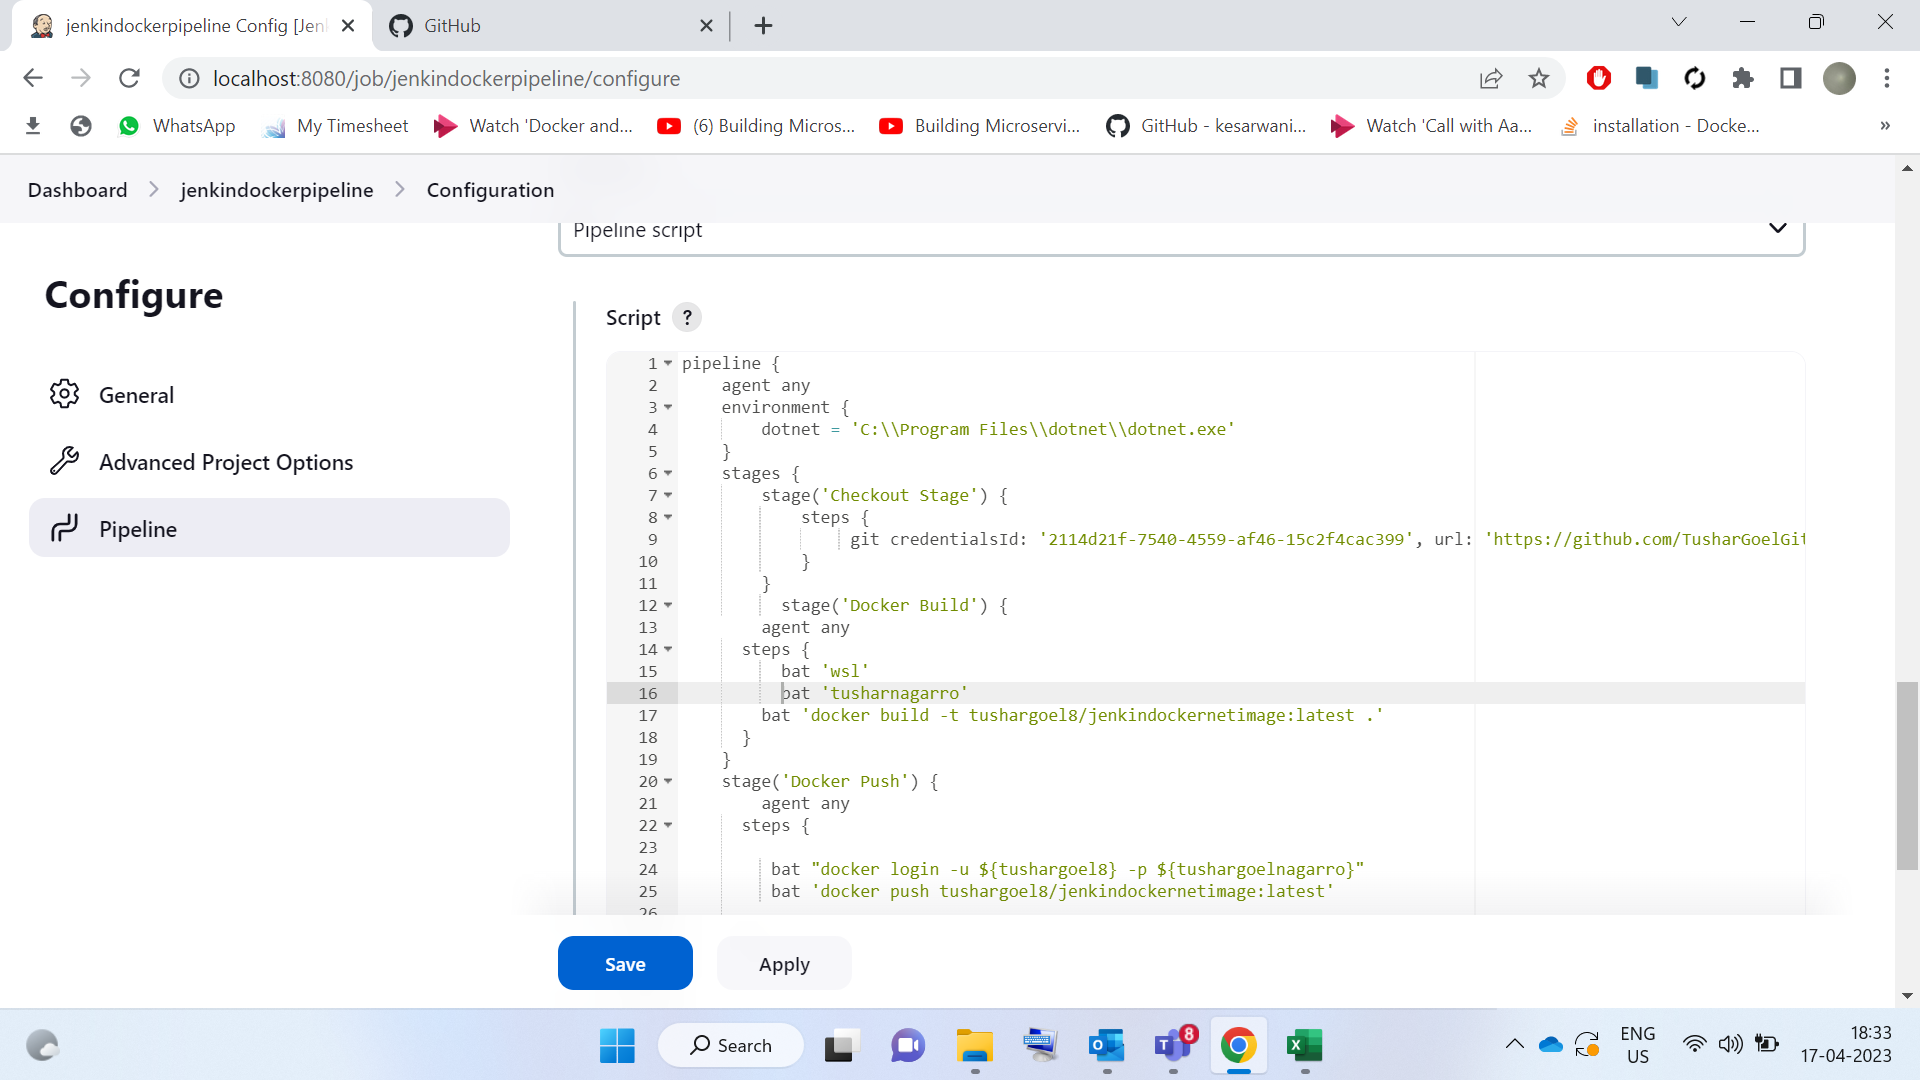 jenkindockerpipeline Config [Jen
GitHub
localhost:8080/job/jenkindockerpipeline/configure
WhatsApp
My Timesheet
Watch 'Docker and...
(6) Building Micros...
Building Microservi...
GitHub - kesarwani...
Watch 'Call with Aa...
installation - Docke...
»
Dashboard
jenkindockerpipeline
Configuration
Pipeline script
Configure
General
Advanced Project Options
Pipeline
Script ?
1 pipeline {
2 agent any
3 environment {
4 dotnet = 'C:\\Program Files\\dotnet\\dotnet.exe'
5 }
6 stages {
7 stage('Checkout Stage') {
8 steps {
9 git credentialsId: '2114d21f-7540-4559-af46-15c2f4cac399', url: 'https://github.com/TusharGoelGit
10 }
11 }
12 stage('Docker Build') {
13 agent any
14 steps {
15 bat 'wsl'
16 bat 'tusharnagarro'
17 bat 'docker build -t tushargoel8/jenkindockernetimage:latest .'
18 }
19 }
20 stage('Docker Push') {
21 agent any
22 steps {
23
24 bat "docker login -u ${tushargoel8} -p ${tushargoelnagarro}"
25 bat 'docker push tushargoel8/jenkindockernetimage:latest'
26
Save
Apply
Search
8
ENG
US
18:33
17-04-2023